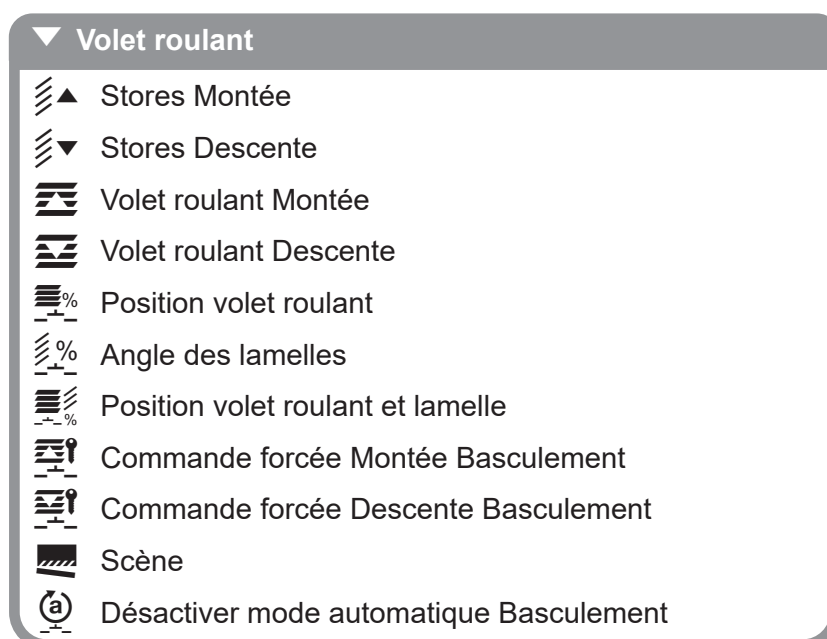 Volet roulant
Stores Montée
Stores Descente
Volet roulant Montée
Volet roulant Descente
% Position volet roulant
% Angle des lamelles
% Position volet roulant et lamelle
Commande forcée Montée Basculement
Commande forcée Descente Basculement
Scène
a Désactiver mode automatique Basculement